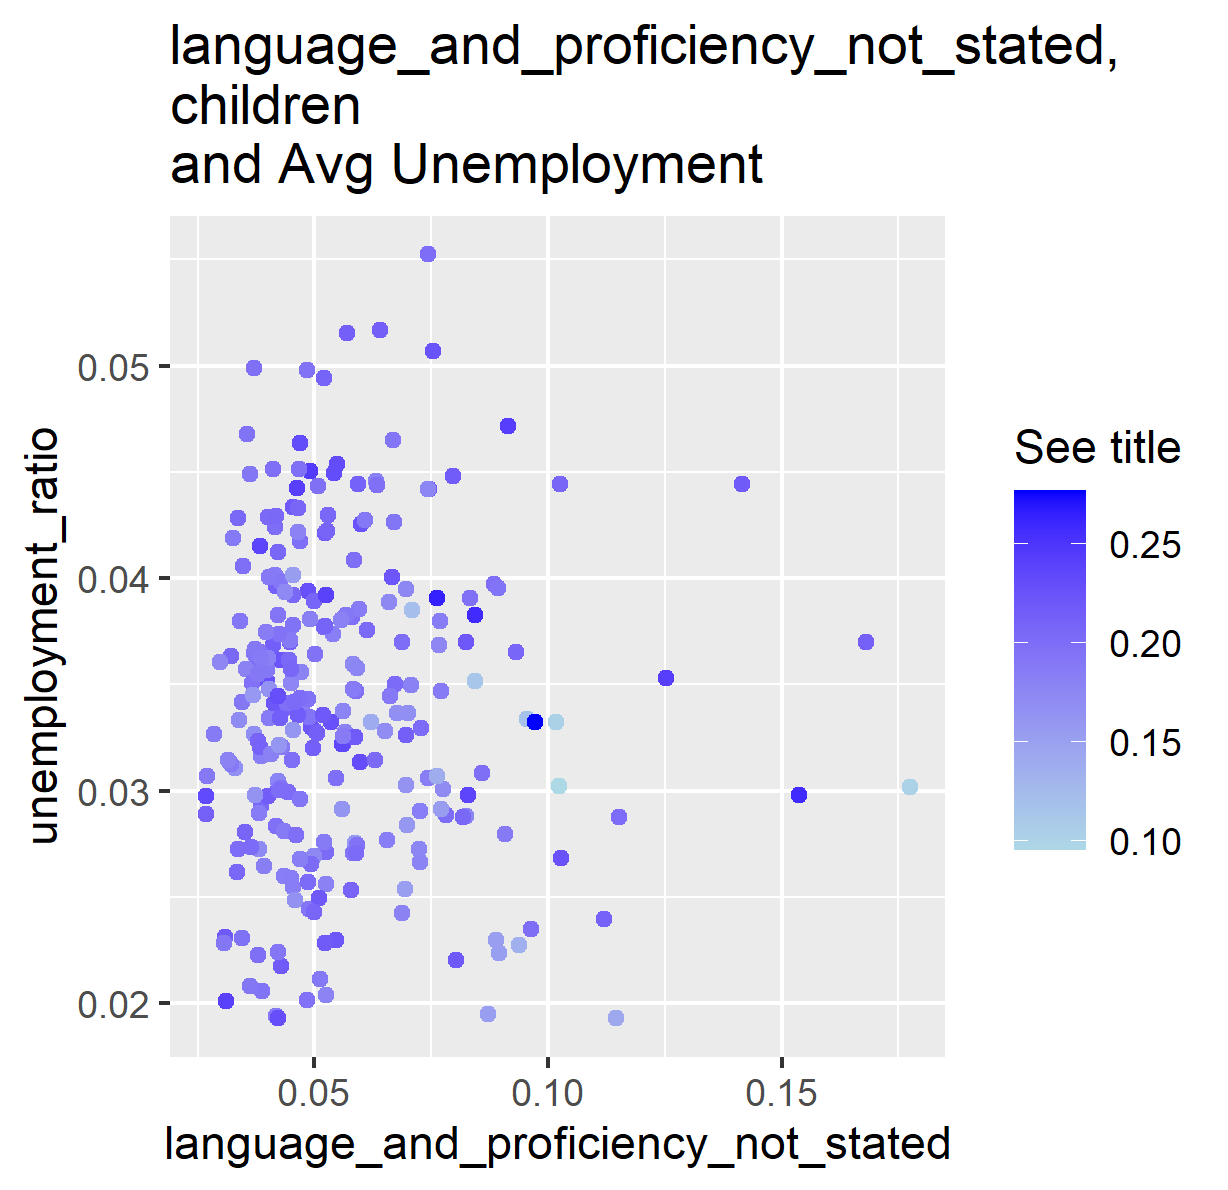 language_and_proficiency_not_stated,
children
and Avg Unemployment
unemployment_ratio
0.05
0.04
0.03
0.02
0.05
0.10
0.15
language_and_proficiency_not_stated
See title
0.25
0.20
0.15
0.10